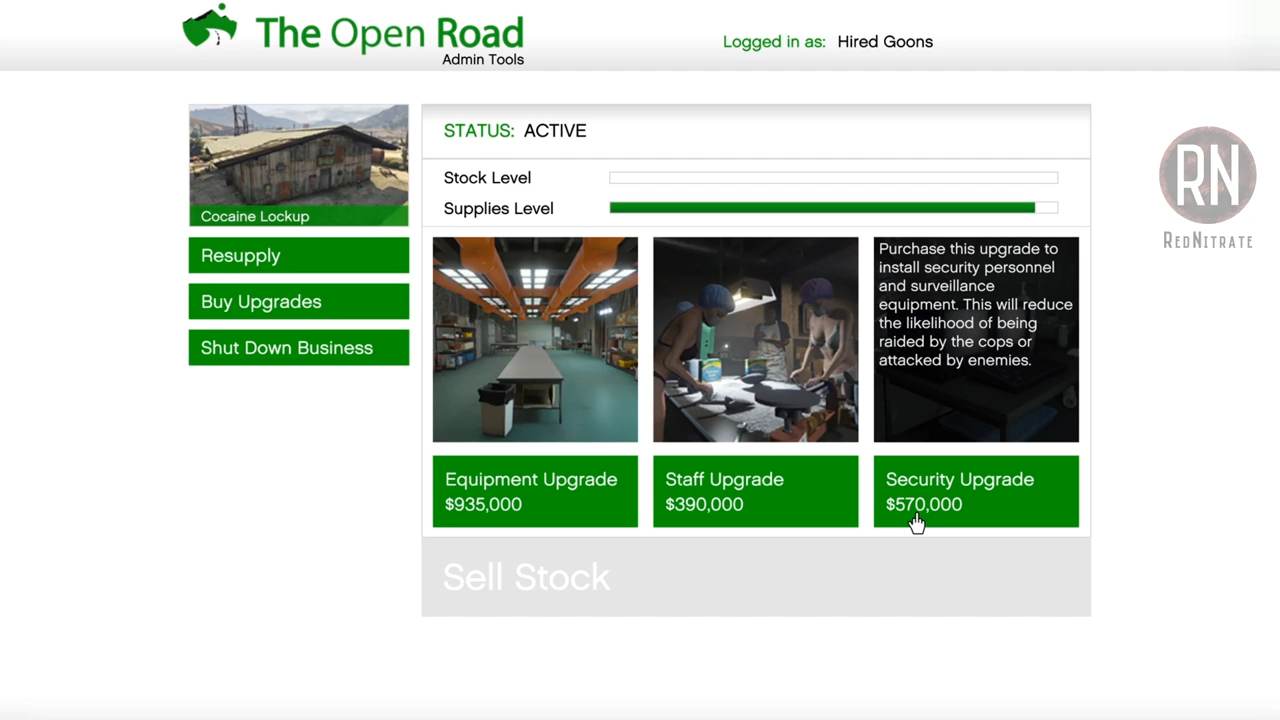 The Open Road
Admin Tools
Logged in as: Hired Goons
Cocaine Lockup
Resupply
Buy Upgrades
Shut Down Business
STATUS: ACTIVE
Stock Level
Supplies Level
Purchase this upgrade to
install security personnel
and surveillance
equipment. This will reduce
the likelihood of being
raided by the cops or
attacked by enemies.
Equipment Upgrade
$935,000
Staff Upgrade
$390,000
Security Upgrade
$570,000
Sell Stock
RN
REDNITRATE